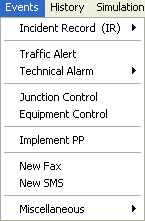 Events History Simulation
Incident Record (IR)
Traffic Alert
Technical Alarm
Junction Control
Equipment Control
Implement PP
New Fax
New SMS
Miscellaneous